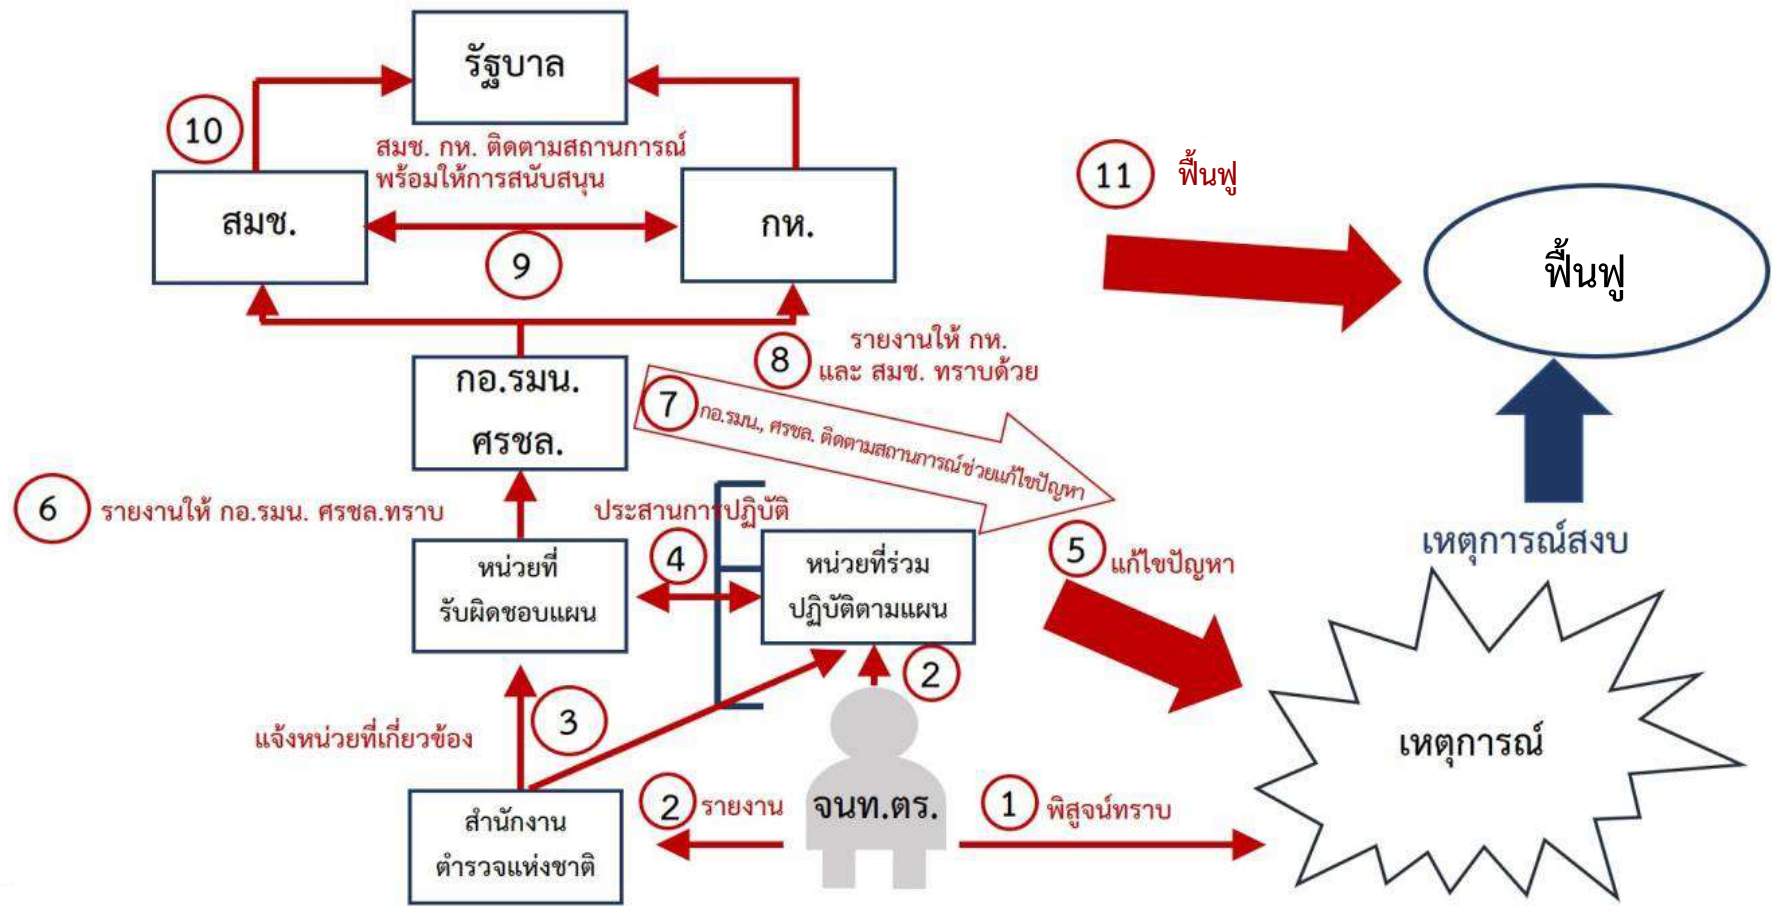 รัฐบาล
10
สมช. กห. ติดตามสถานการณ์
พร้อมให้การสนับสนุน
11
ฟื้นฟู
สมช.
กห.
9
ฟื้นฟู
8
รายงานให้ กห.
และ สมช. ทราบด้วย
กอ.รมน.
ศรชล.
7
กอ.รมน., ศรชล. ติดตามสถานการณ์ช่วยแก้ไขปัญหา
6
รายงานให้ กอ.รมน. ศรชล.ทราบ
ประสานการปฏิบัติ
4
5
แก้ไขปัญหา
เหตุการณ์สงบ
หน่วยที่
รับผิดชอบแผน
หน่วยที่ร่วม
ปฏิบัติตามแผน
2
3
แจ้งหน่วยที่เกี่ยวข้อง
เหตุการณ์
สำนักงาน
ตำรวจแห่งชาติ
2
รายงาน
จนท.ตร.
1
พิสูจน์ทราบ